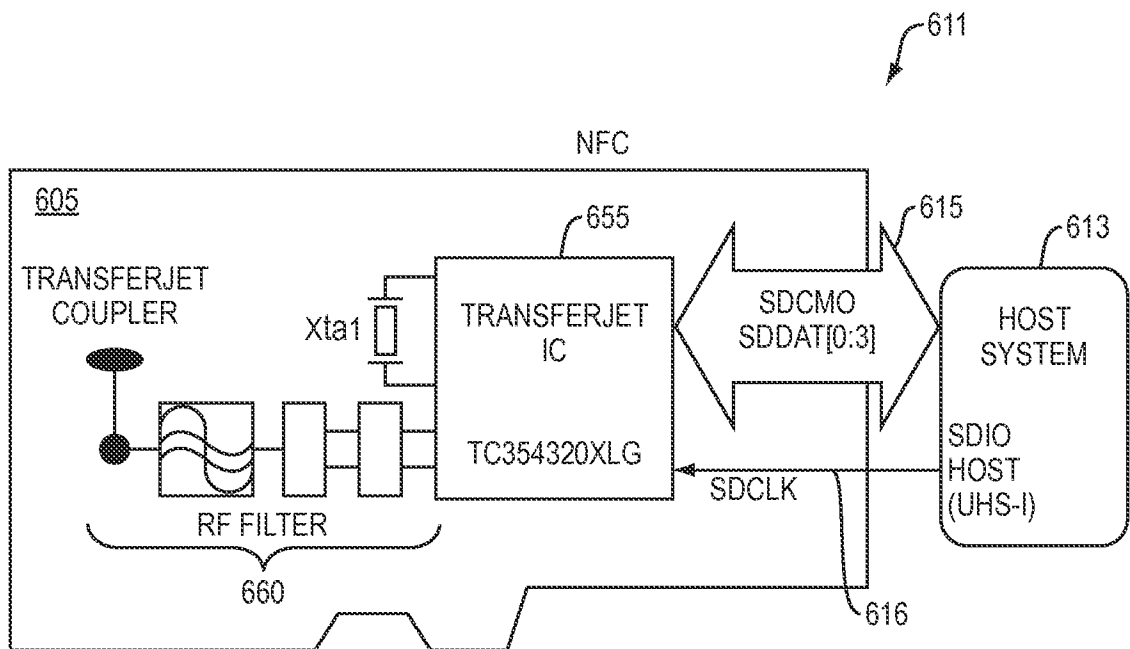 611
NFC
605
655
615
613
TRANSFERJET
COUPLER
Xta1
TRANSFERJET
IC
SDCMO
SDDAT[0:3]
HOST
SYSTEM
TC354320XLG
SDIO
HOST
(UHS-I)
SDCLK
RF FILTER
660
616